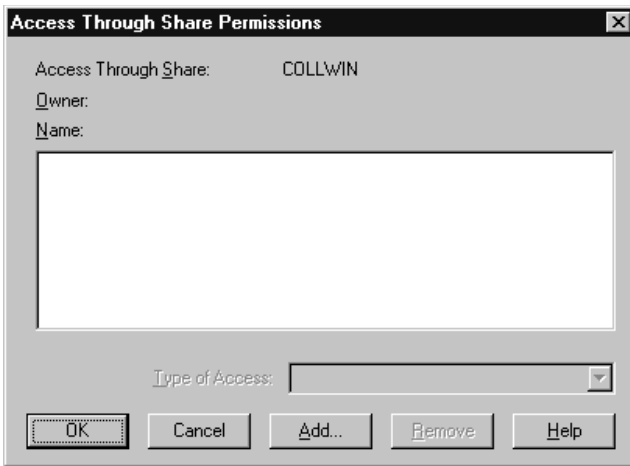 Access Through Share Permissions
Access Through Share: COLLWIN
Owner:
Name:
Type of Access:
OK Cancel Add... Remove Help